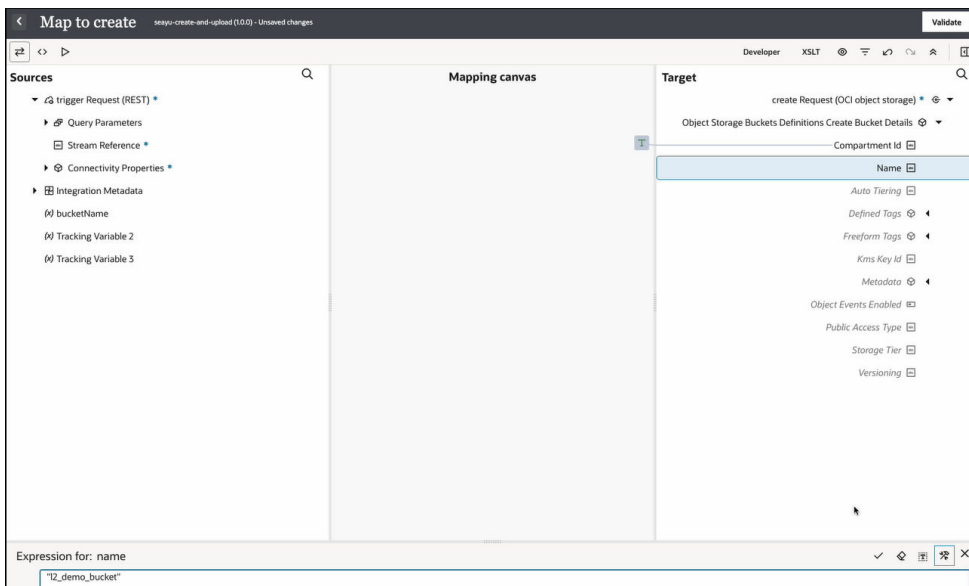 Map to create seayu-create-and-upload (1.0.0) - Unsaved changes Validate
Developer XSLT
Sources Mapping canvas Target
trigger Request (REST) *
Query Parameters
Stream Reference *
Connectivity Properties *
Integration Metadata
(x) bucketName
(x) Tracking Variable 2
(x) Tracking Variable 3
T
create Request (OCI object storage) *
Object Storage Buckets Definitions Create Bucket Details
Compartment Id
Name
Auto Tiering
Defined Tags
Freeform Tags
Kms Key Id
Metadata
Object Events Enabled
Public Access Type
Storage Tier
Versioning
Expression for: name
"l2_demo_bucket"